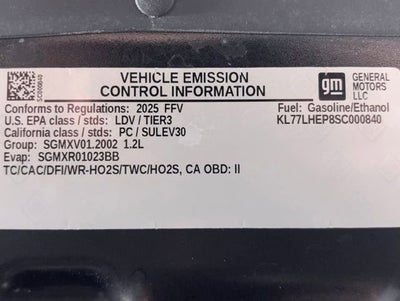 SC000840
VEHICLE EMISSION
CONTROL INFORMATION
gm
GENERAL
MOTORS
LLC
Conforms to Regulations: 2025 FFV
Fuel: Gasoline/Ethanol
U.S. EPA class / stds: LDV / TIER3
KL77LHEP8SC000840
California class / stds: PC / SULEV30
Group: SGMXV01.2002 1.2L
Evap: SGMXR01023BB
TC/CAC/DFI/WR-HO2S/TWC/HO2S, CA OBD: II